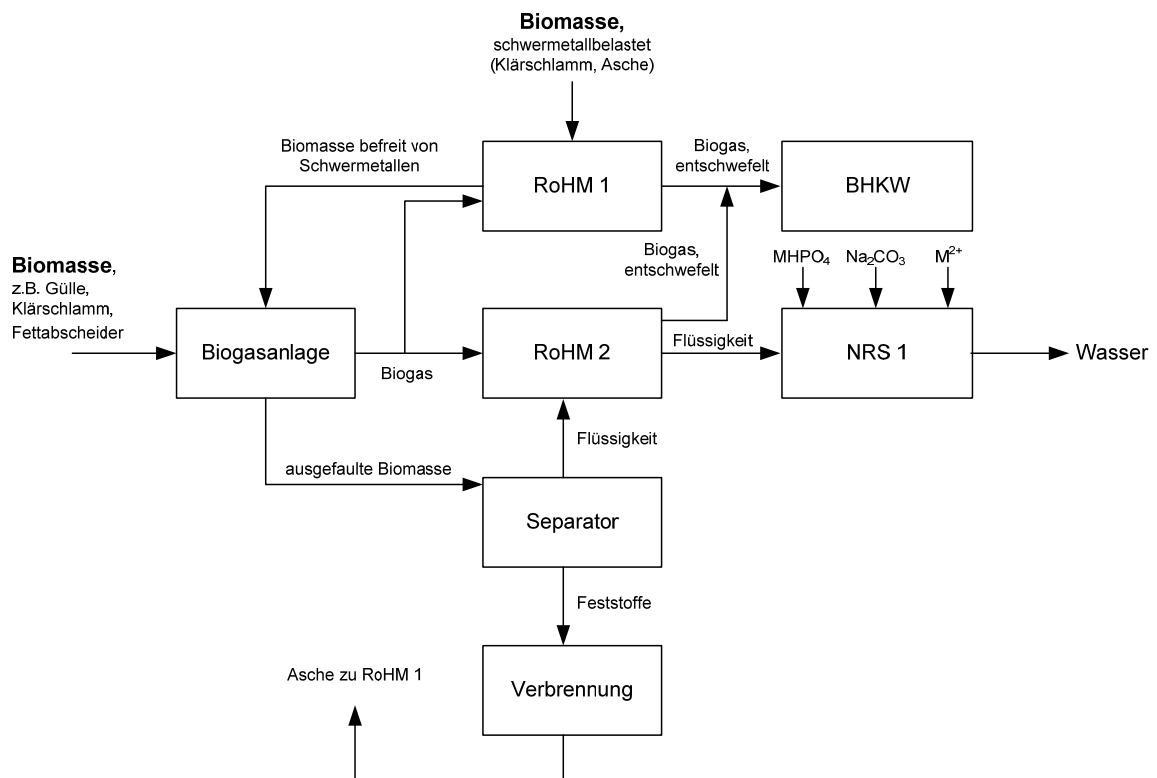 Biomasse,
schwermetallbelastet
(Klärschlamm, Asche)
Biomasse befreit von
Schwermetallen
RoHM 1
Biogas,
entschwefelt
BHKW
Biogas,
entschwefelt
MHPO₄
Na₂CO₃
M²⁺
Biomasse,
z.B. Gülle,
Klärschlamm,
Fettabscheider
Biogasanlage
Biogas
RoHM 2
Flüssigkeit
NRS 1
Wasser
Flüssigkeit
ausgefaulte Biomasse
Separator
Feststoffe
Asche zu RoHM 1
Verbrennung